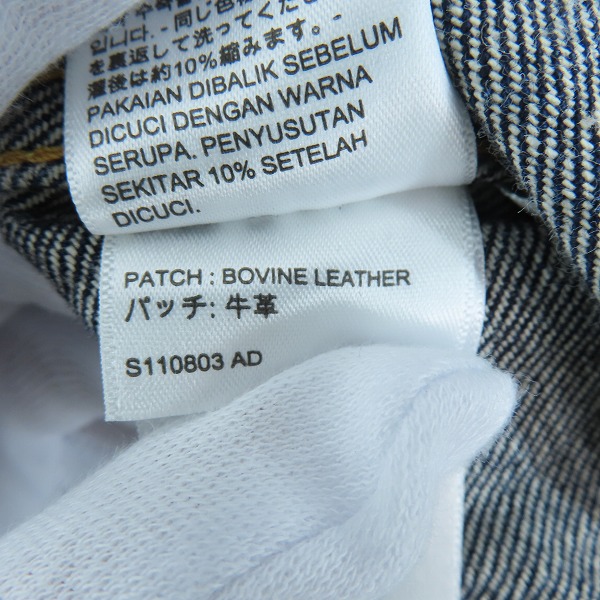 입니다. - 同じ色
を裏返して洗ってくださ
濯後は約10%縮みます。 -
PAKAIAN DIBALIK SEBELUM
DICUCI DENGAN WARNA
SERUPA. PENYUSUTAN
SEKITAR 10% SETELAH
DICUCI.
PATCH : BOVINE LEATHER
パッチ: 牛革
S110803 AD